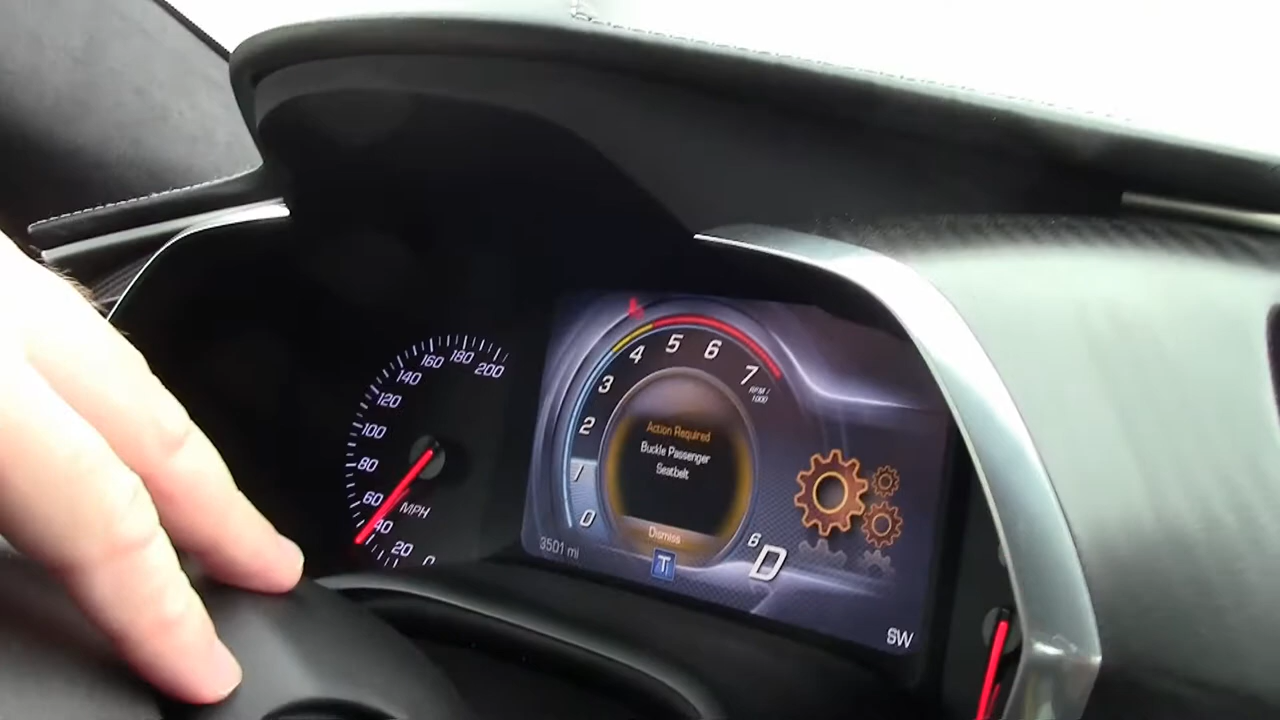 200
180
160
140
120
100
80
60
MPH
40
20
0
7
6
5
4
3
2
1
0
RPM /
1000
Action Required
Buckle Passenger
Seatbelt
Dismiss
T
6
D
3501 mi
SW